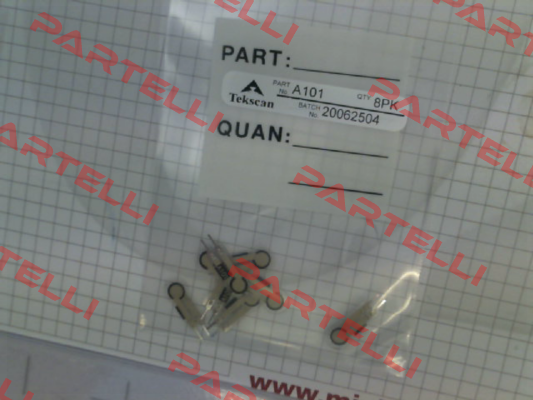 PART:
PART No. A101 QTY. 8PK
Tekscan
BATCH No. 20062504
QUAN:
www.mi
PARTELLI
PARTELLI
PARTELLI
PARTELLI
PARTELLI
PARTELLI
PARTELLI